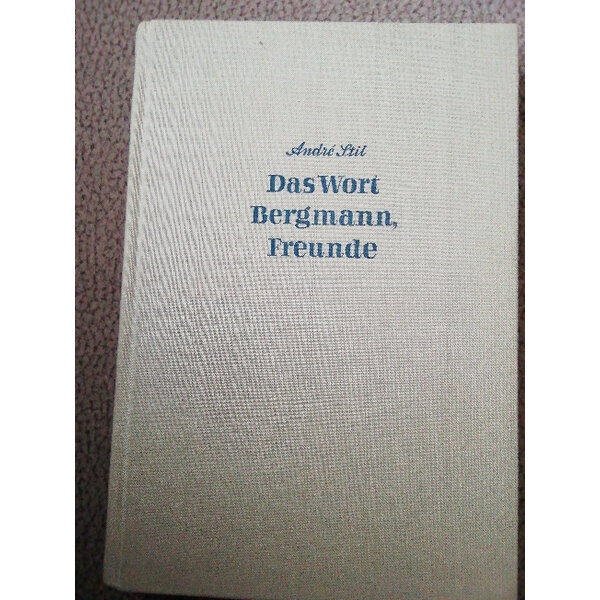 André Stil
Das Wort
Bergmann,
Freunde